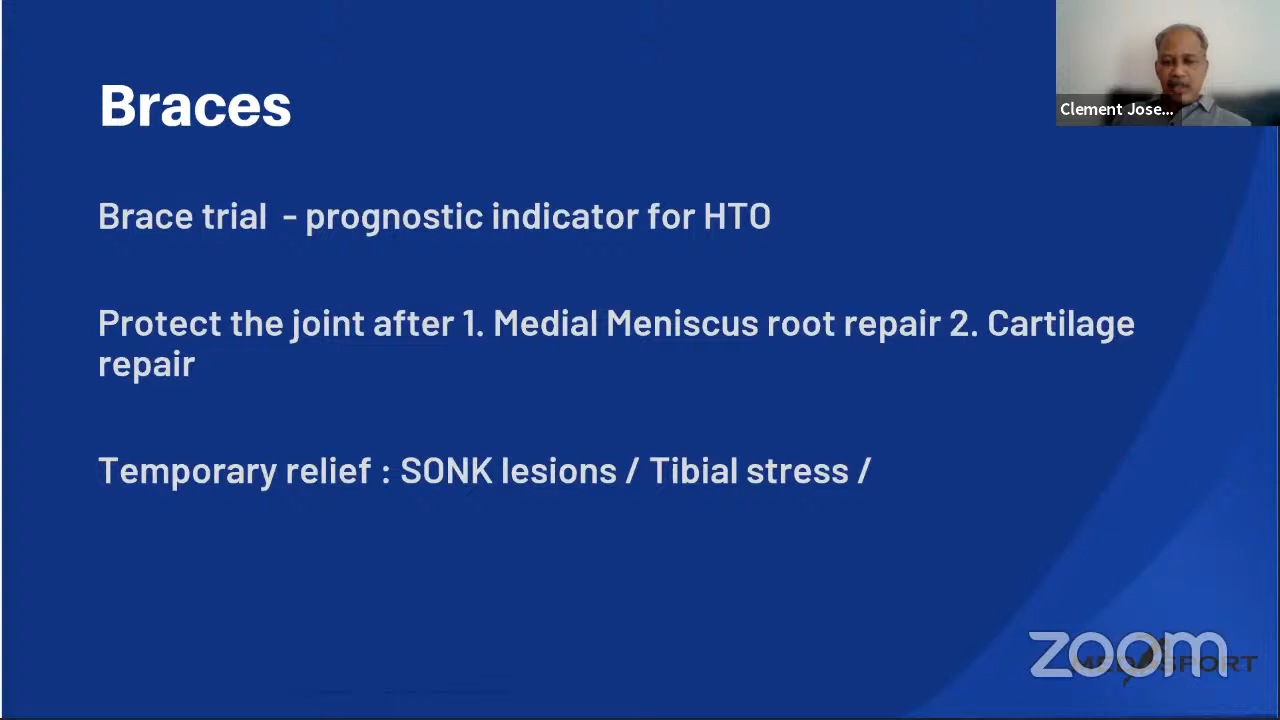 Braces
Clement Jose...
Brace trial - prognostic indicator for HTO
Protect the joint after 1. Medial Meniscus root repair 2. Cartilage
repair
Temporary relief : SONK lesions / Tibial stress /
zoom
MEDSPORT